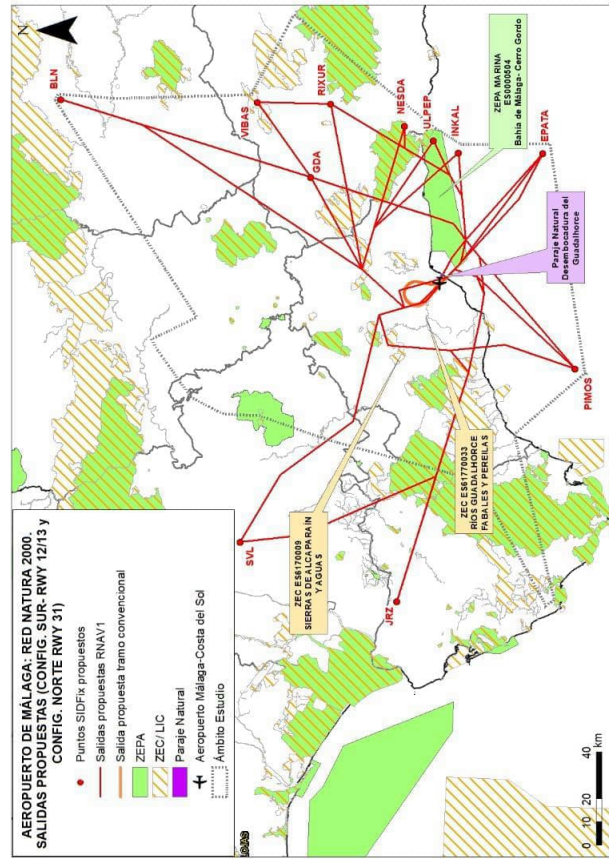 AEROPUERTO DE MÁLAGA: RED NATURA 2000.
SALIDAS PROPUESTAS (CONFIG. SUR- RWY 12/13 y
CONFIG. NORTE RWY 31)
Puntos SIDFix propuestos
Salidas propuestas RNAV1
Salida propuesta tramo convencional
ZEPA
ZEC/ LIC
Paraje Natural
Aeropuerto Málaga-Costa del Sol
Ámbito Estudio
N
BLN
VIBAS
RIXUR
GDA
NESDA
ULPEP
INKAL
EPATA
PIMOS
SVL
JRZ
ZEPA MARINA
ES0000504
Bahía de Málaga- Cerro Gordo
Paraje Natural
Desembocadura del
Guadalhorce
ZEC ES6170009
SIERRAS DE ALCAPARAÍN
Y AGUAS
ZEC ES61770033
RÍOS GUADALHORCE
FABALES Y PEREILAS
0 10 20 40
km